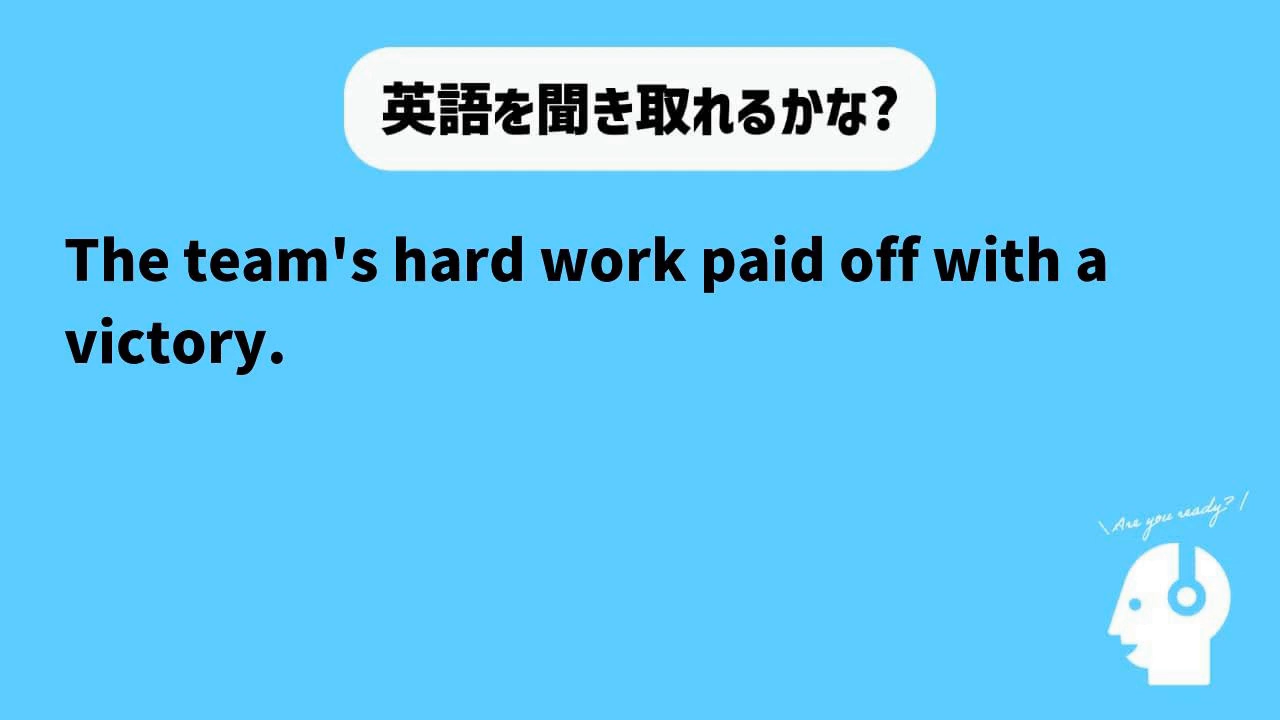 英語を聞き取れるかな?
The team's hard work paid off with a
victory.
\Are you ready?/